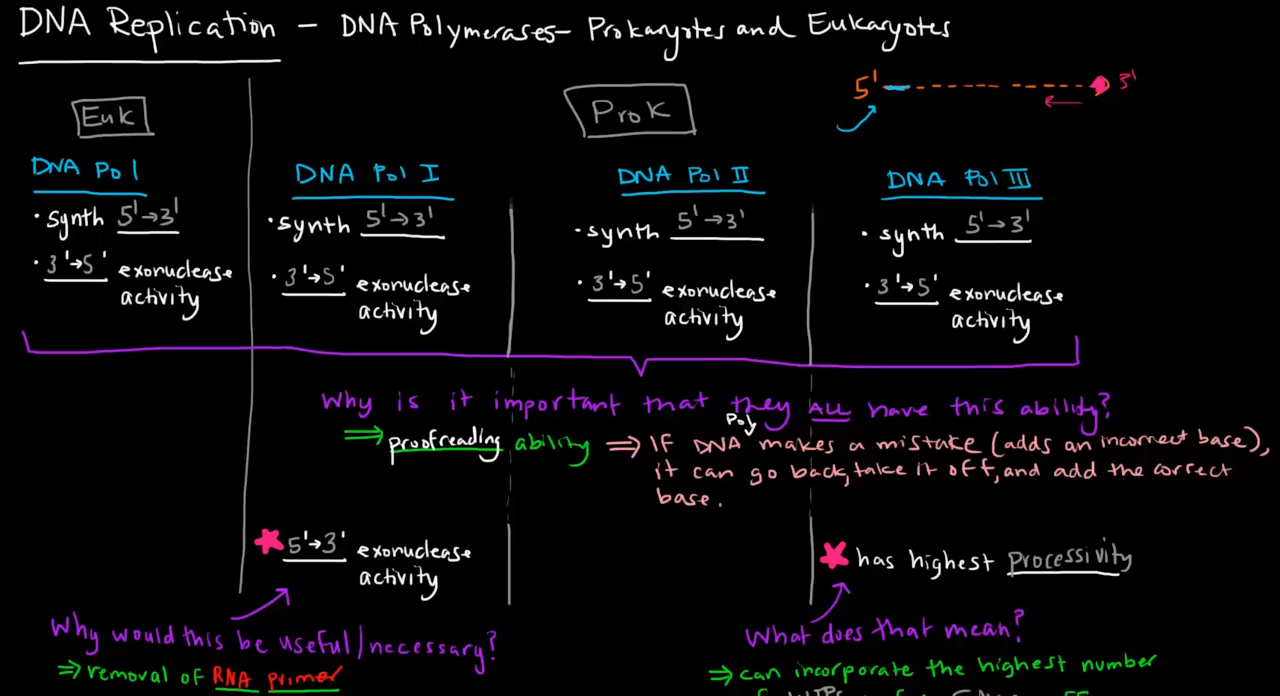 DNA Replication – DNA Polymerases– Prokaryotes and Eukaryotes
5' 3'
Euk
ProK
DNA Pol
• synth 5'→3'
• 3'→5' exonuclease
activity
DNA Pol I
• synth 5'→3'
• 3'→5' exonuclease
activity
DNA Pol II
• synth 5'→3'
• 3'→5' exonuclease
activity
DNA Pol III
• synth 5'→3'
• 3'→5' exonuclease
activity
Why is it important that they ALL have this ability?
⇒ proofreading ability ⇒ If DNA Pol makes a mistake (adds an incorrect base),
it can go back, take it off, and add the correct
base.
★ 5'→3' exonuclease
activity
Why would this be useful/necessary?
⇒ removal of RNA primer
★ has highest processivity
What does that mean?
⇒ can incorporate the highest number